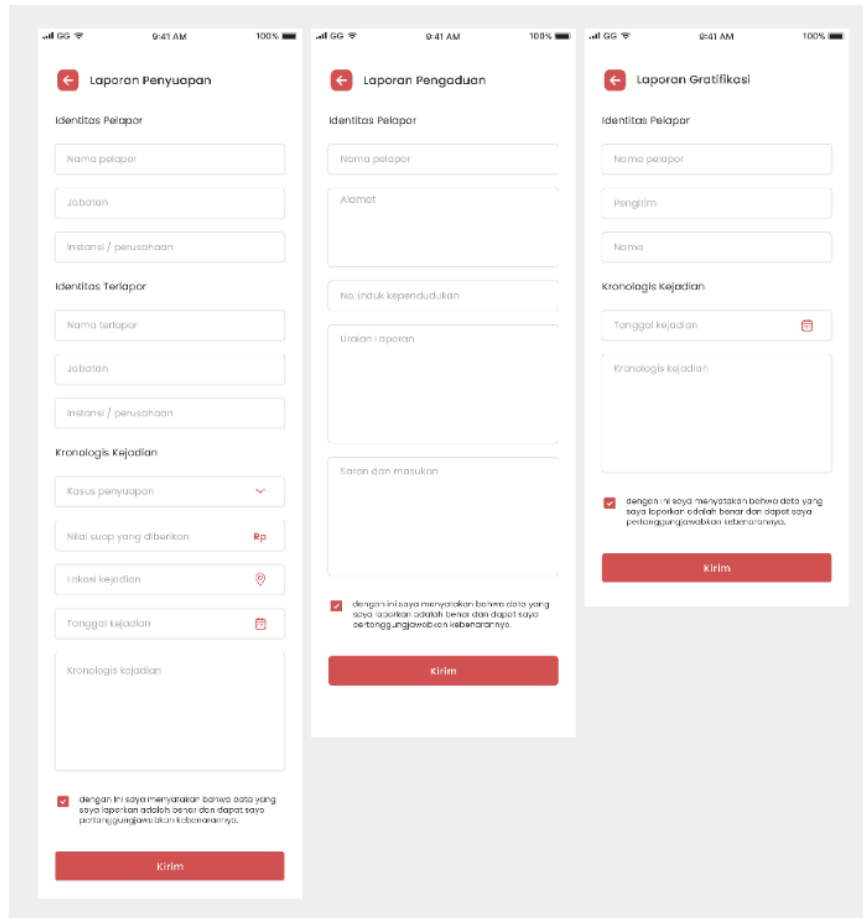 GG
9:41 AM
100%
Laporan Penyuapan
Identitas Pelapor
Nama pelapor
Jabatan
Instansi / perusahaan
Identitas Terlapor
Nama terlapor
Jabatan
Instansi / perusahaan
Kronologis Kejadian
Kasus penyuapan
Nilai suap yang diberikan
Rp
Lokasi kejadian
Tanggal kejadian
Kronologis kejadian
dengan ini saya menyatakan bahwa data yang
saya laporkan adalah benar dan dapat saya
pertanggungjawabkan kebenarannya.
Kirim
GG
9:41 AM
100%
Laporan Pengaduan
Identitas Pelapor
Nama pelapor
Alamat
No. induk kependudukan
Uraian Laporan
Saran dan masukan
dengan ini saya menyatakan bahwa data yang
saya laporkan adalah benar dan dapat saya
pertanggungjawabkan kebenarannya.
Kirim
GG
9:41 AM
100%
Laporan Gratifikasi
Identitas Pelapor
Nama pelapor
Pengirim
Nama
Kronologis Kejadian
Tanggal kejadian
Kronologis kejadian
dengan ini saya menyatakan bahwa data yang
saya laporkan adalah benar dan dapat saya
pertanggungjawabkan kebenarannya.
Kirim